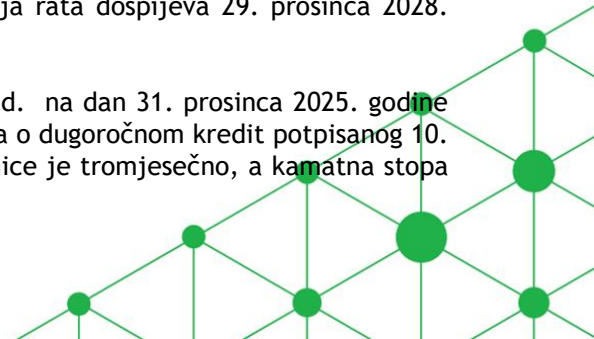 ja rata dospijeva 29. prosinca 2028.
d. na dan 31. prosinca 2025. godine
a o dugoročnom kredit potpisanog 10.
nice je tromjesečno, a kamatna stopa